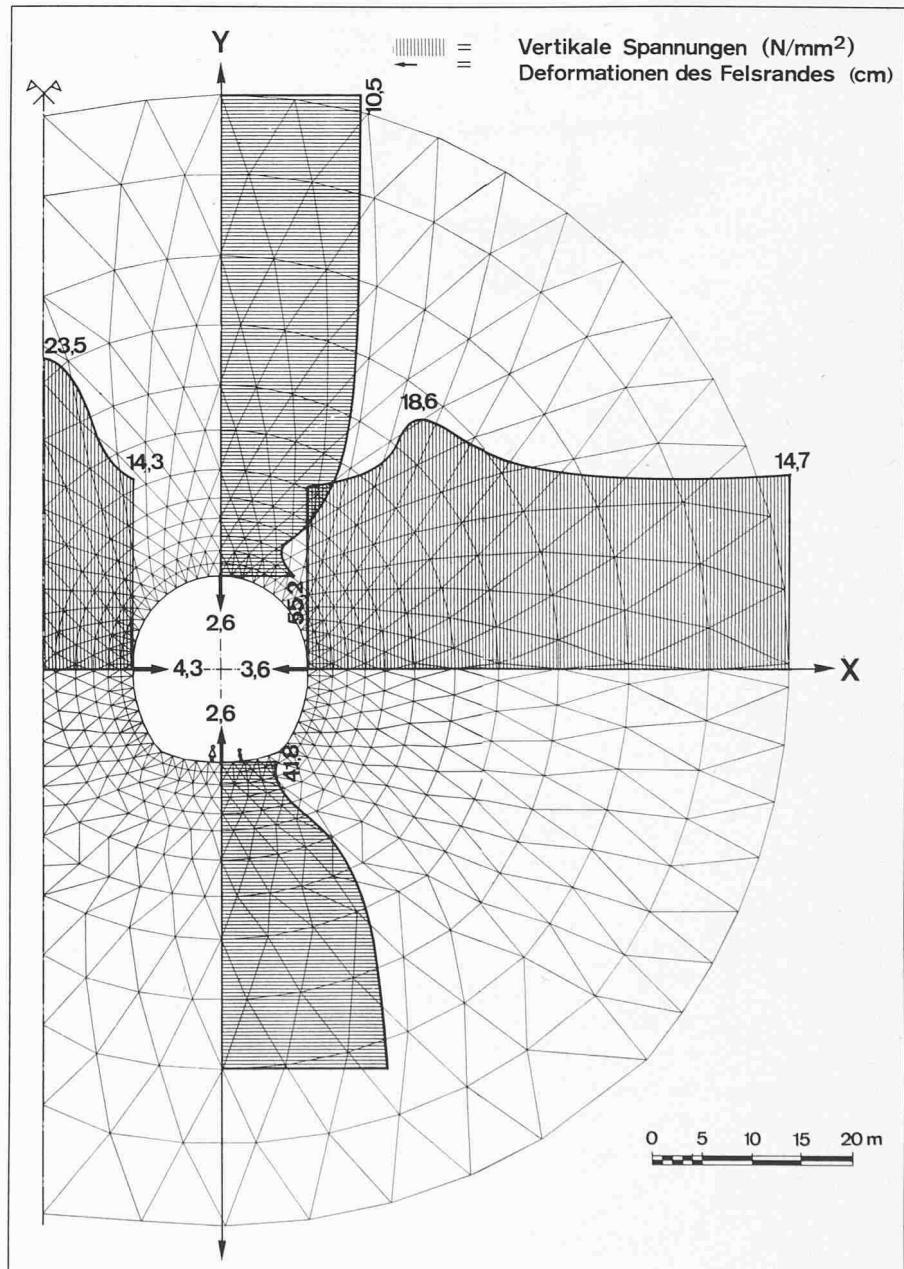 Y
= Vertikale Spannungen (N/mm²)
= Deformationen des Felsrandes (cm)
10,5
23,5
18,6
14,3
14,7
55,2
2,6
4,3
3,6
X
2,6
41,8
0 5 10 15 20 m